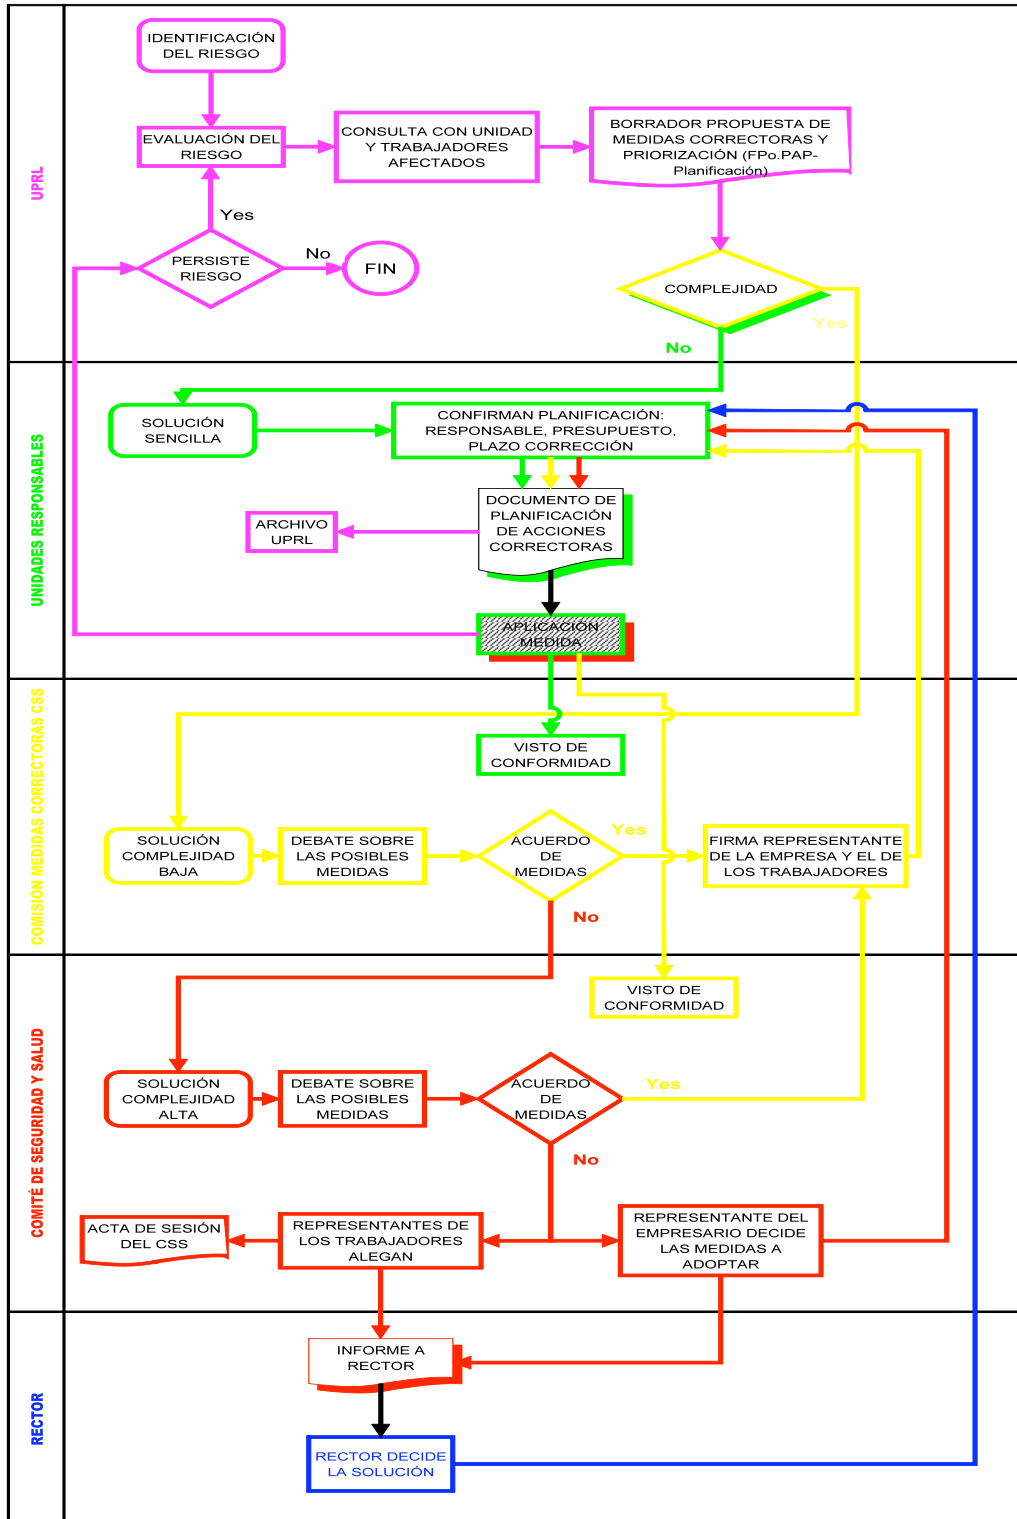 UPRL
IDENTIFICACIÓN
DEL RIESGO
EVALUACIÓN DEL
RIESGO
CONSULTA CON UNIDAD
Y TRABAJADORES
AFECTADOS
BORRADOR PROPUESTA DE
MEDIDAS CORRECTORAS Y
PRIORIZACIÓN (FPo.PAP-
Planificación)
Yes
PERSISTE
RIESGO
No
FIN
COMPLEJIDAD
Yes
No
UNIDADES RESPONSABLES
SOLUCIÓN
SENCILLA
CONFIRMAN PLANIFICACIÓN:
RESPONSABLE, PRESUPUESTO,
PLAZO CORRECCIÓN
ARCHIVO
UPRL
DOCUMENTO DE
PLANIFICACIÓN
DE ACCIONES
CORRECTORAS
APLICACIÓN
MEDIDA
COMISIÓN MEDIDAS CORRECTORAS CSS
VISTO DE
CONFORMIDAD
SOLUCIÓN
COMPLEJIDAD
BAJA
DEBATE SOBRE
LAS POSIBLES
MEDIDAS
ACUERDO
DE
MEDIDAS
Yes
No
FIRMA REPRESENTANTE
DE LA EMPRESA Y EL DE
LOS TRABAJADORES
COMITÉ DE SEGURIDAD Y SALUD
VISTO DE
CONFORMIDAD
SOLUCIÓN
COMPLEJIDAD
ALTA
DEBATE SOBRE
LAS POSIBLES
MEDIDAS
ACUERDO
DE
MEDIDAS
Yes
No
ACTA DE SESIÓN
DEL CSS
REPRESENTANTES DE
LOS TRABAJADORES
ALEGAN
REPRESENTANTE DEL
EMPRESARIO DECIDE
LAS MEDIDAS A
ADOPTAR
RECTOR
INFORME A
RECTOR
RECTOR DECIDE
LA SOLUCIÓN